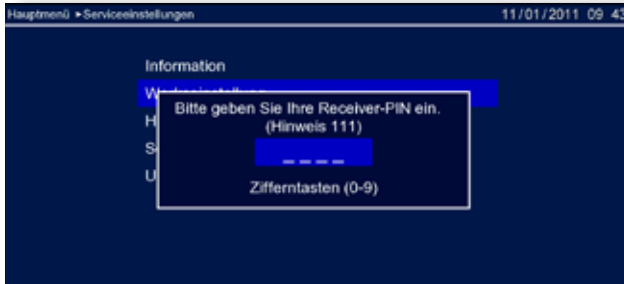 Hauptmenü ►Serviceeinstellungen
11/01/2011 09 43
Information
Bitte geben Sie Ihre Receiver-PIN ein.
(Hinweis 111)
_ _ _ _
Zifferntasten (0-9)